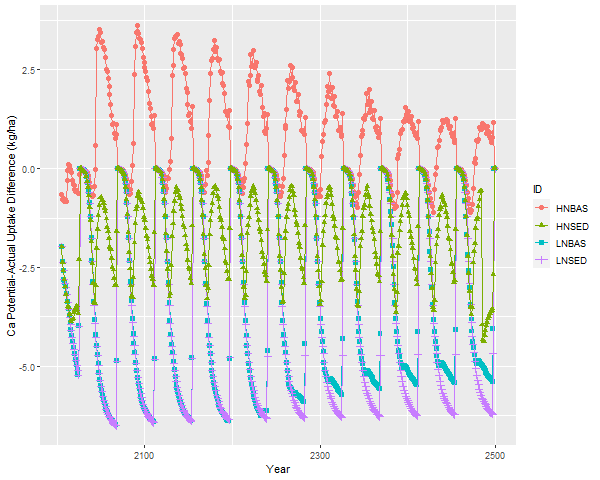 Ca Potential-Actual Uptake Difference (kg/ha)
2.5
0.0
-2.5
-5.0
2100
2300
2500
Year
ID
HNBAS
HNSED
LNBAS
LNSED